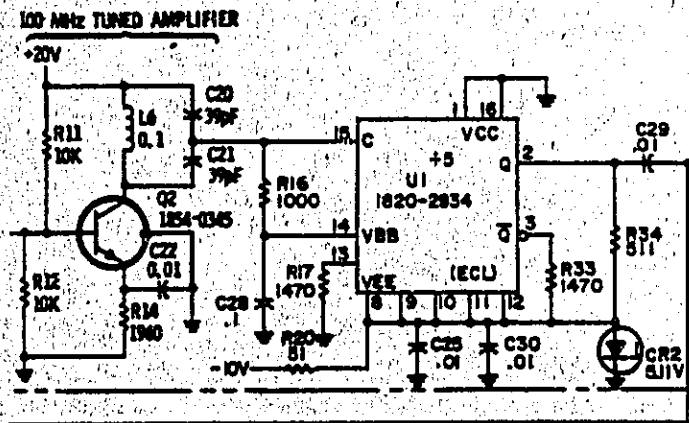 100 MHz TUNED AMPLIFIER
+20V
C20
39pF
L6
0.1
R11
10K
C21
39pF
Q2
1854-0345
C22
0.01
R12
10K
R14
1960
R16
1000
C28
.1
R17
1470
R20
51
-10V
1
16
VCC
15
C
÷5
U1
1820-2934
14
VBB
13
VEE
(ECL)
8
9
10
11
12
Q
2
Q
3
C29
.01
R34
511
R33
1470
C25
.01
C30
.01
CR2
5.11V